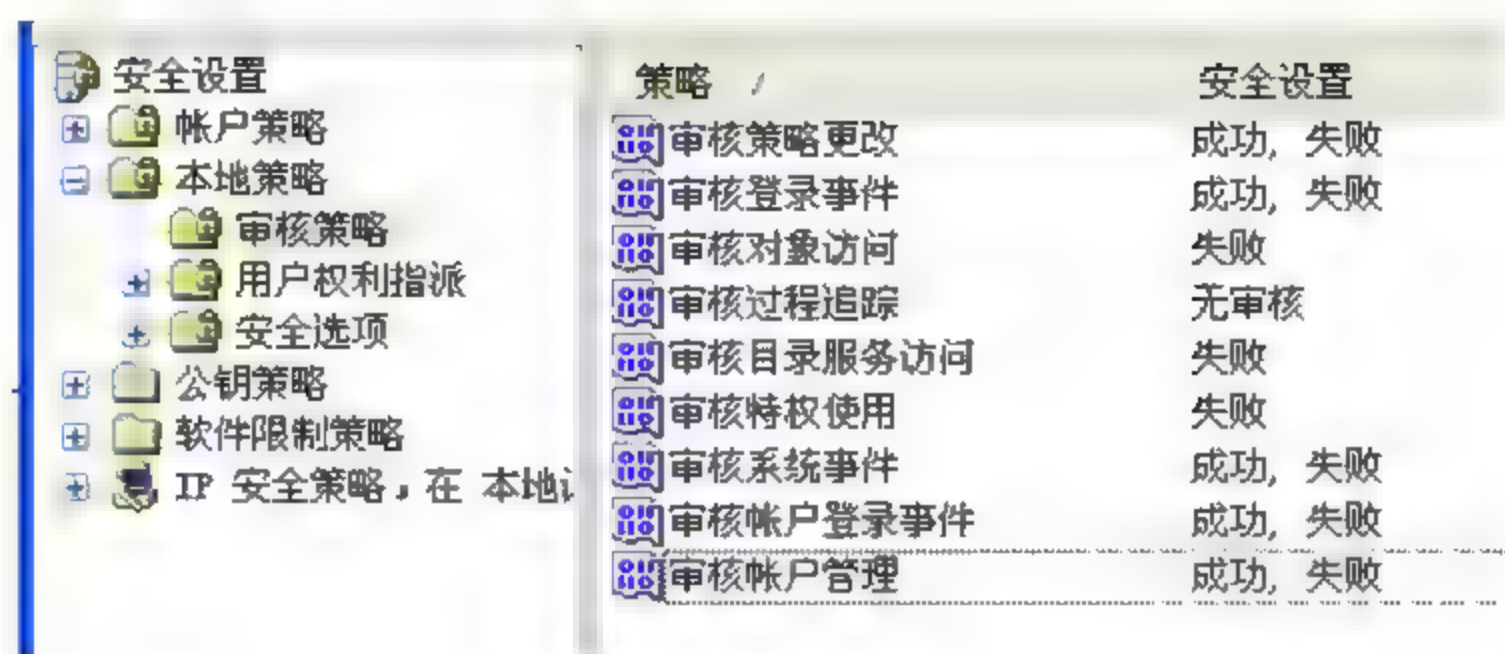 安全设置
帐户策略
本地策略
审核策略
用户权利指派
安全选项
公钥策略
软件限制策略
IP 安全策略，在 本地
策略 安全设置
审核策略更改 成功, 失败
审核登录事件 成功, 失败
审核对象访问 失败
审核过程追踪 无审核
审核目录服务访问 失败
审核特权使用 失败
审核系统事件 成功, 失败
审核帐户登录事件 成功, 失败
审核帐户管理 成功, 失败